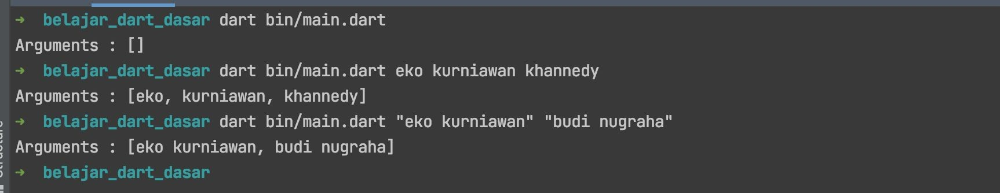 ➜ belajar_dart_dasar dart bin/main.dart
Arguments : []
➜ belajar_dart_dasar dart bin/main.dart eko kurniawan khannedy
Arguments : [eko, kurniawan, khannedy]
➜ belajar_dart_dasar dart bin/main.dart "eko kurniawan" "budi nugraha"
Arguments : [eko kurniawan, budi nugraha]
➜ belajar_dart_dasar
Structure